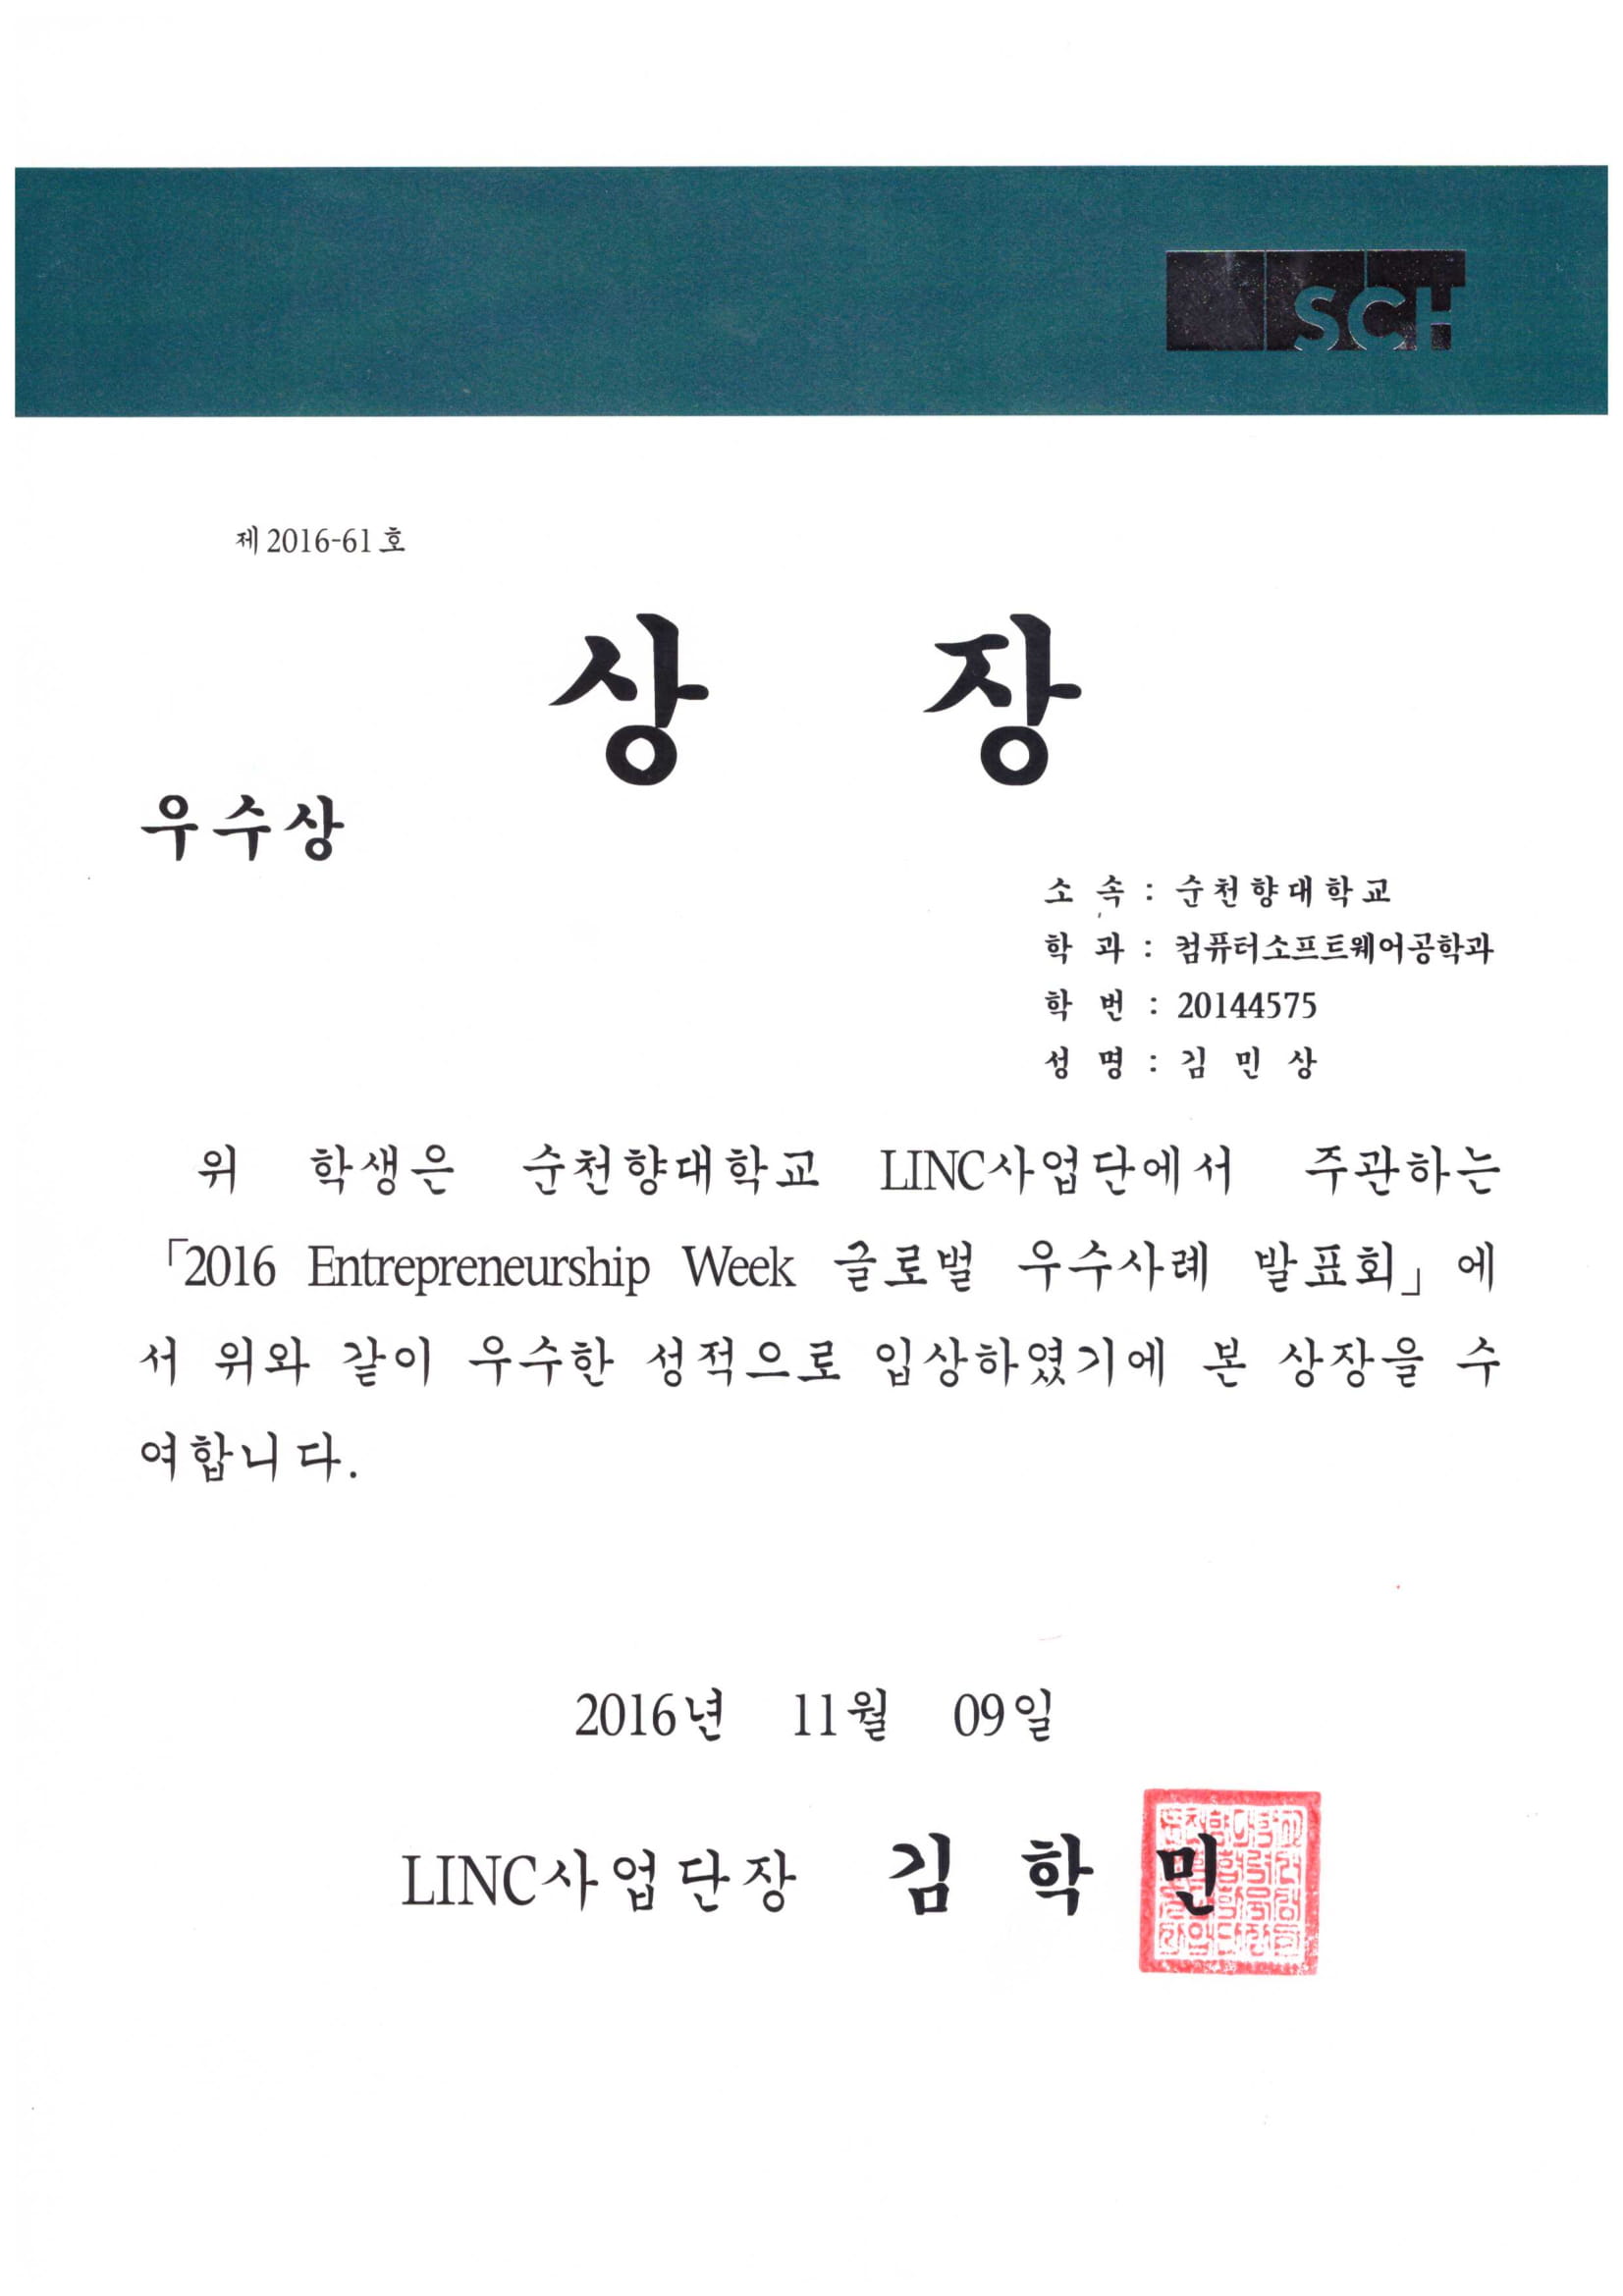 SCH
제 2016-61 호
상 장
우수상
소 속 : 순천향대학교
학 과 : 컴퓨터소프트웨어공학과
학 번 : 20144575
성 명 : 김 민 상
위 학생은 순천향대학교 LINC사업단에서 주관하는
「2016 Entrepreneurship Week 글로벌 우수사례 발표회」에
서 위와 같이 우수한 성적으로 입상하였기에 본 상장을 수
여합니다.
2016년 11월 09일
LINC사업단장 김 학 민